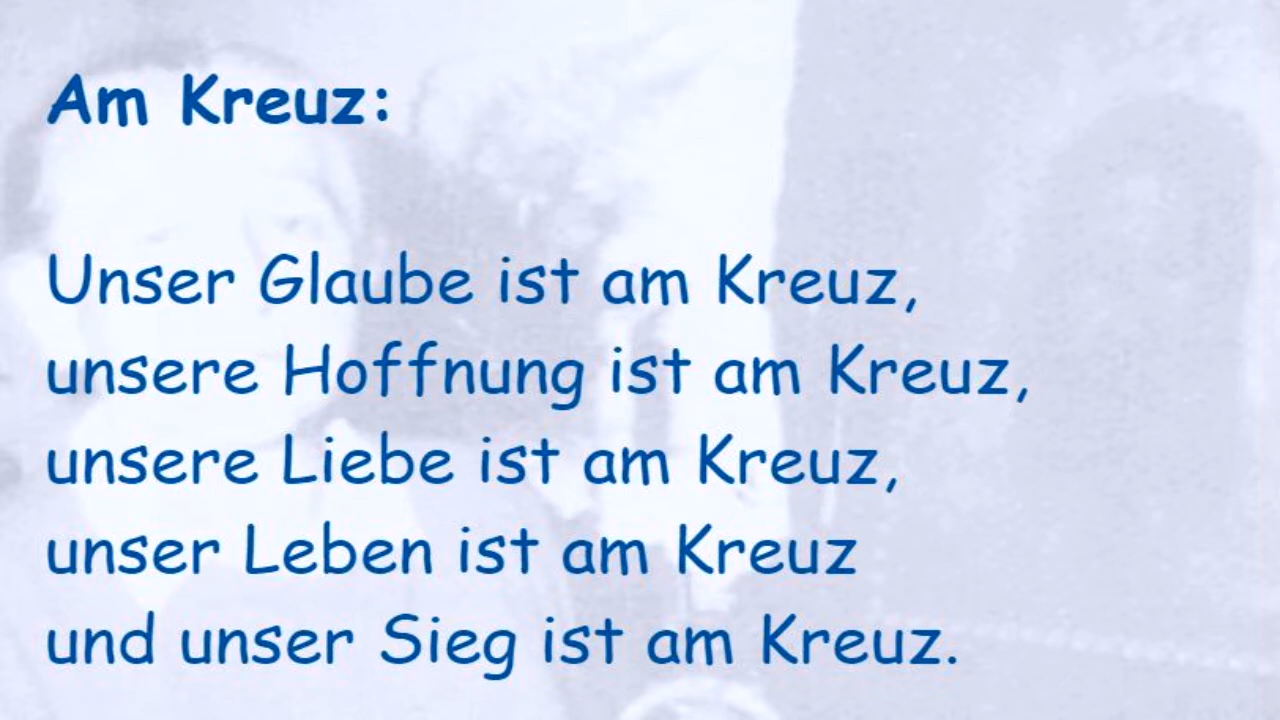 Am Kreuz:
Unser Glaube ist am Kreuz,
unsere Hoffnung ist am Kreuz,
unsere Liebe ist am Kreuz,
unser Leben ist am Kreuz
und unser Sieg ist am Kreuz.